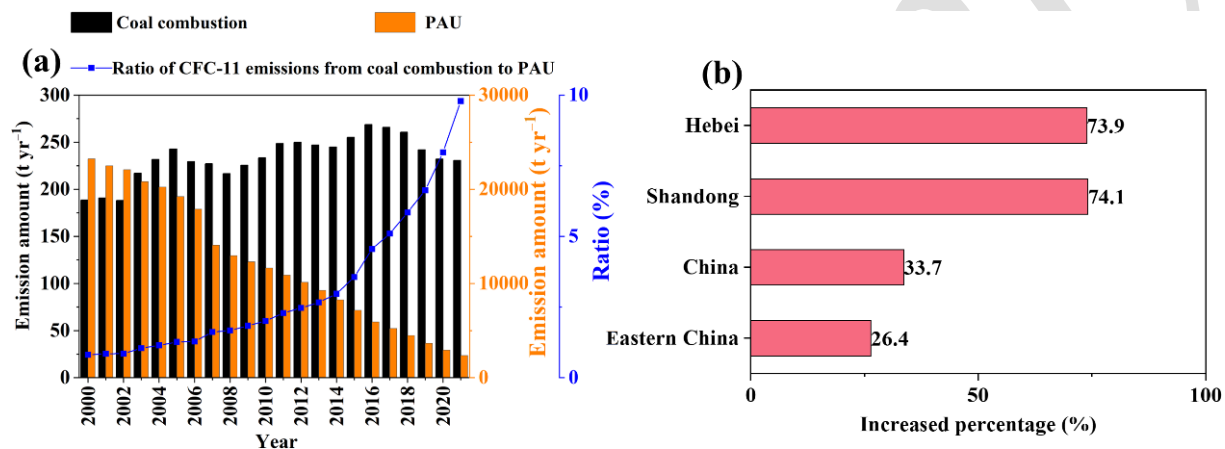 Coal combustion PAU
Ratio of CFC-11 emissions from coal combustion to PAU
(a)
Emission amount (t yr⁻¹)
300
250
200
150
100
50
0
30000
20000
10000
0
Emission amount (t yr⁻¹)
10
5
0
Ratio (%)
2000 2002 2004 2006 2008 2010 2012 2014 2016 2018 2020
Year
(b)
Hebei 73.9
Shandong 74.1
China 33.7
Eastern China 26.4
0 50 100
Increased percentage (%)